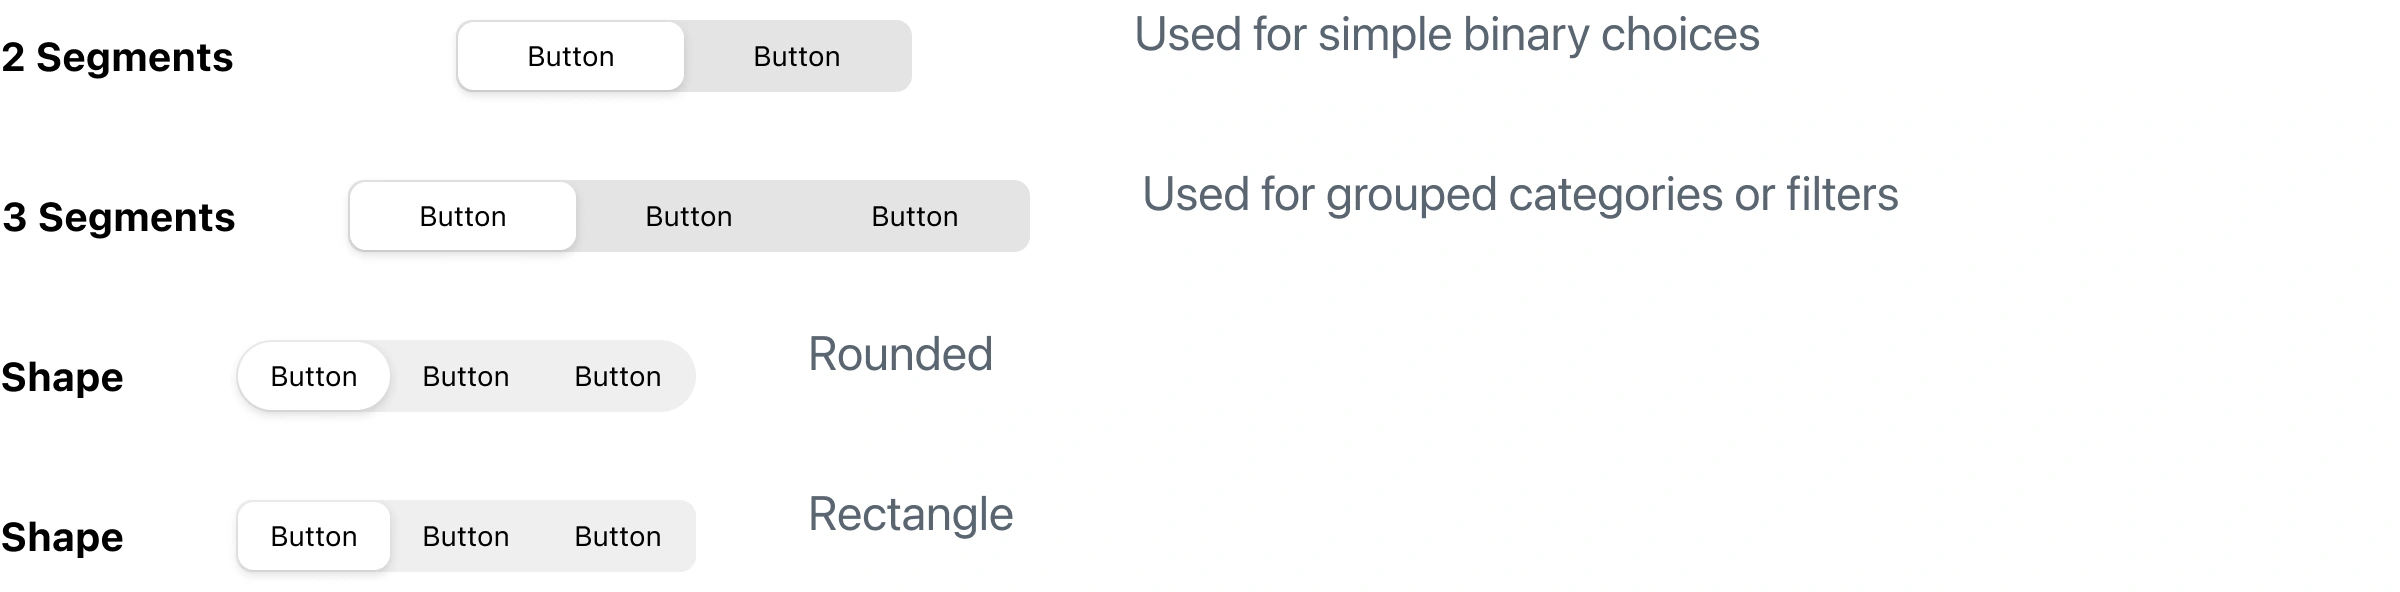 2 Segments Button Button Used for simple binary choices
3 Segments Button Button Button Used for grouped categories or filters
Shape Button Button Button Rounded
Shape Button Button Button Rectangle